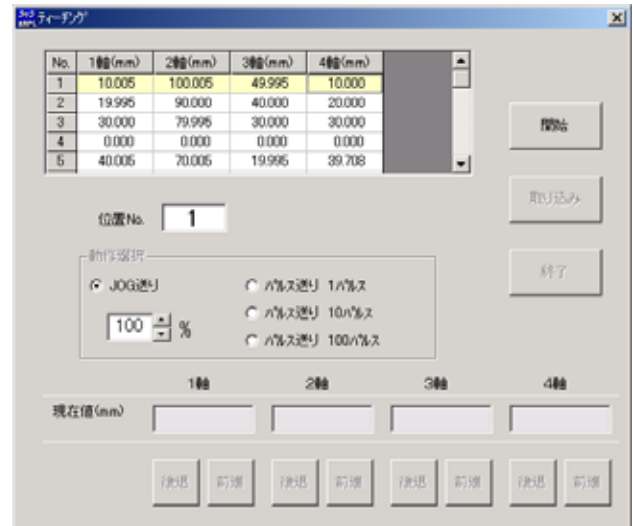 ティーチング
No. 1軸(mm) 2軸(mm) 3軸(mm) 4軸(mm)
1 10.005 100.005 49.995 10.000
2 19.995 90.000 40.000 20.000
3 30.000 79.995 30.000 30.000
4 0.000 0.000 0.000 0.000
5 40.005 70.005 19.995 39.708
開始
取り込み
終了
位置No. 1
動作選択
JOG送り
100 %
パルス送り 1パルス
パルス送り 10パルス
パルス送り 100パルス
1軸 2軸 3軸 4軸
現在値(mm)
後退 前進 後退 前進 後退 前進 後退 前進